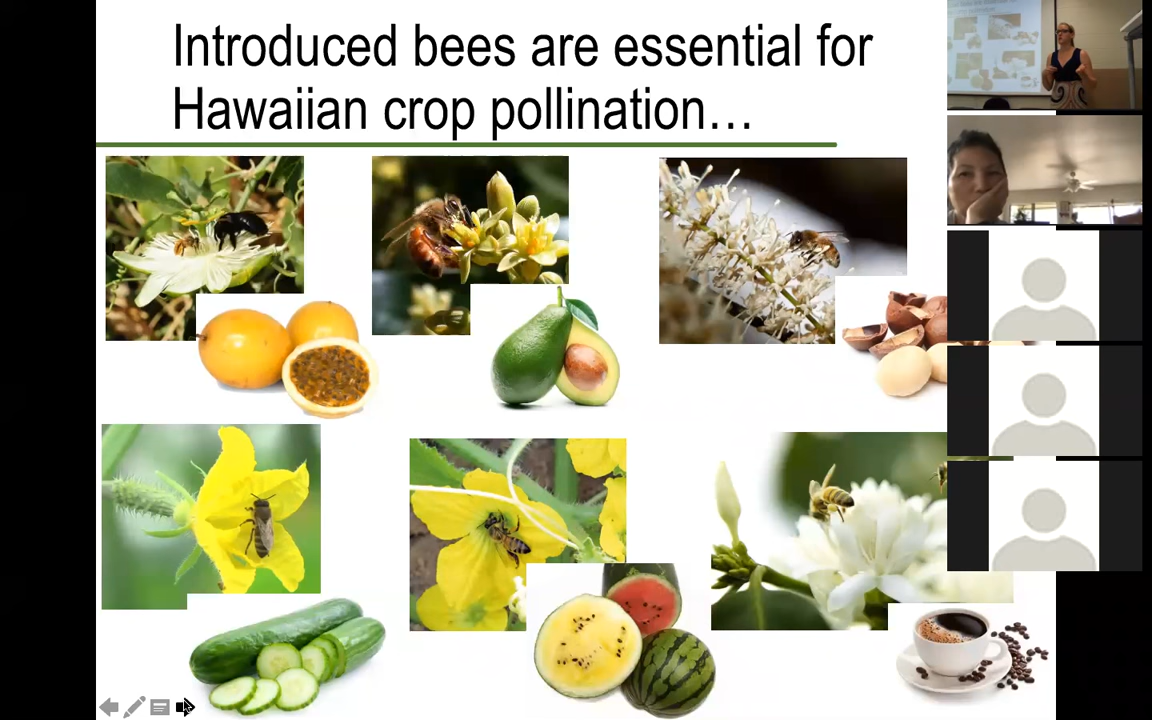 Introduced bees are essential for
Hawaiian crop pollination…